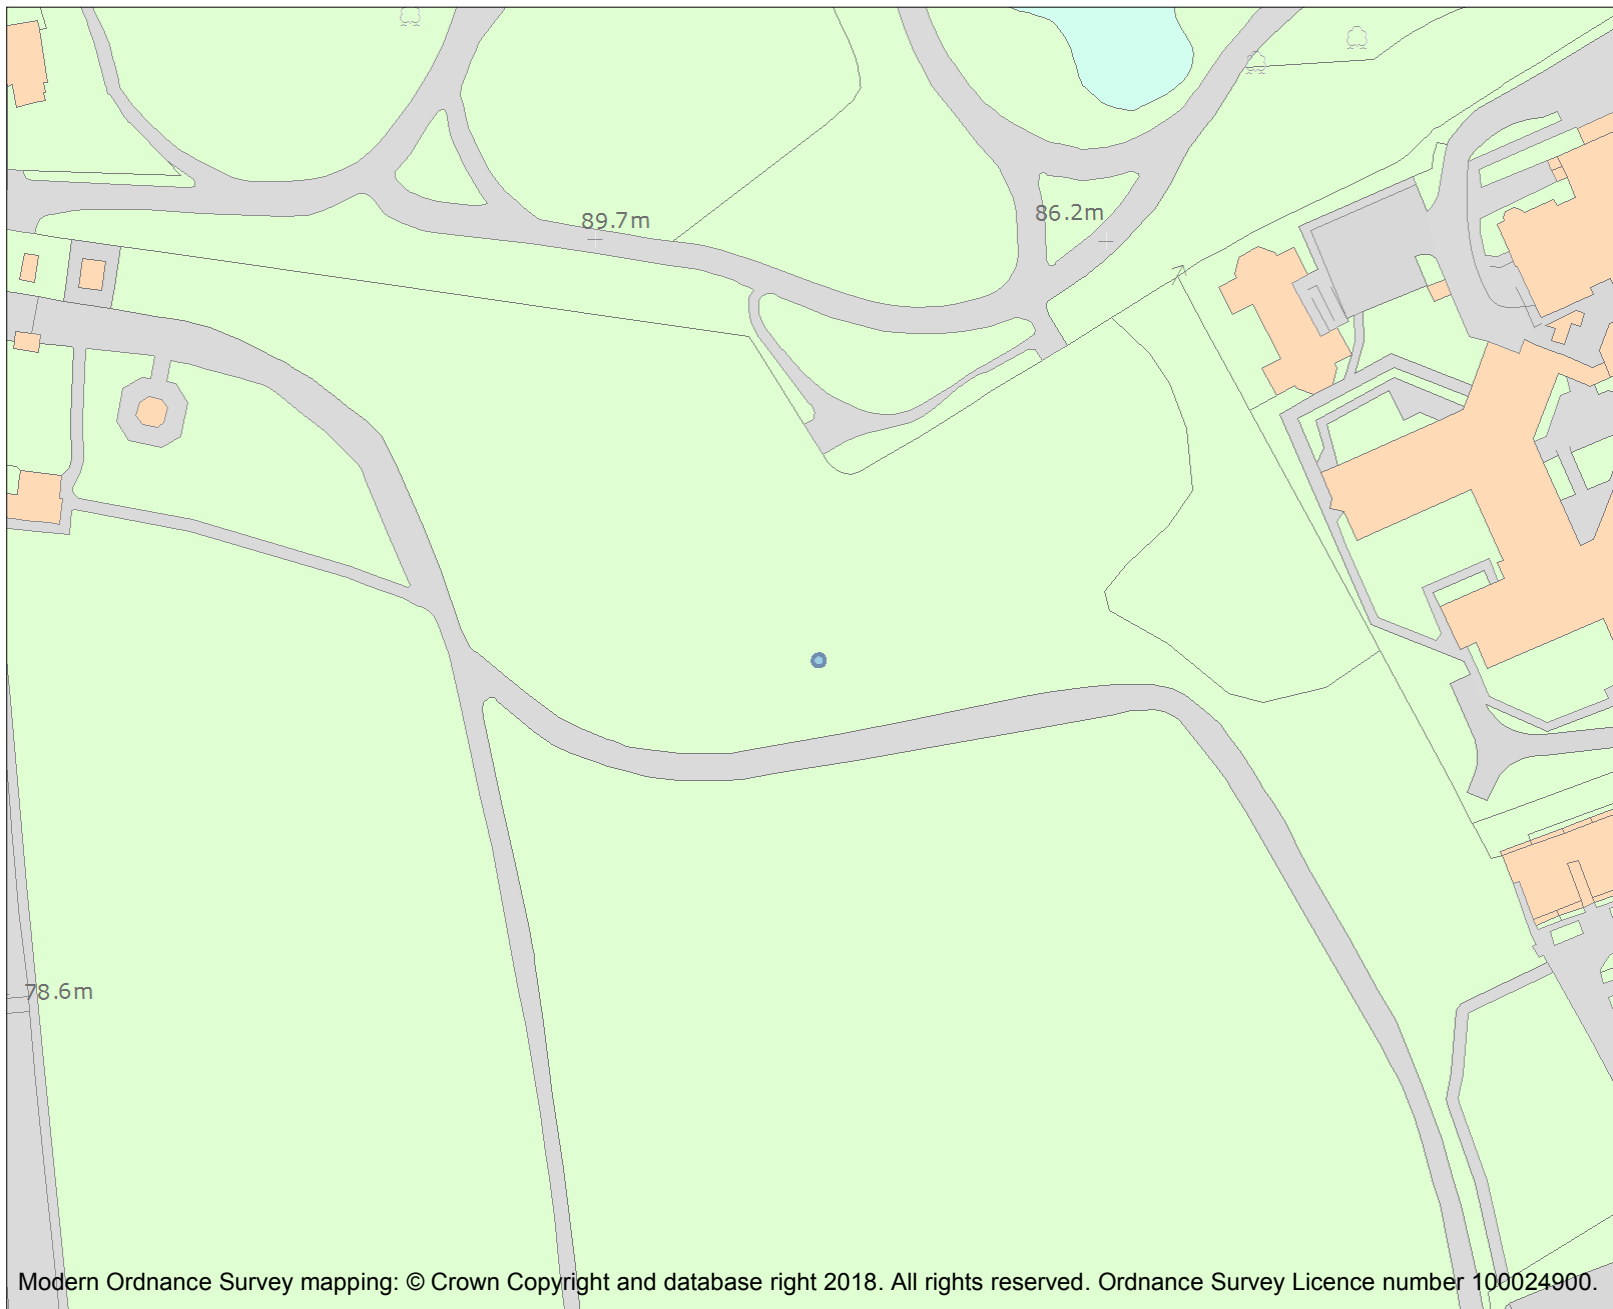 89.7m
86.2m
78.6m
Modern Ordnance Survey mapping: © Crown Copyright and database right 2018. All rights reserved. Ordnance Survey Licence number 100024900.